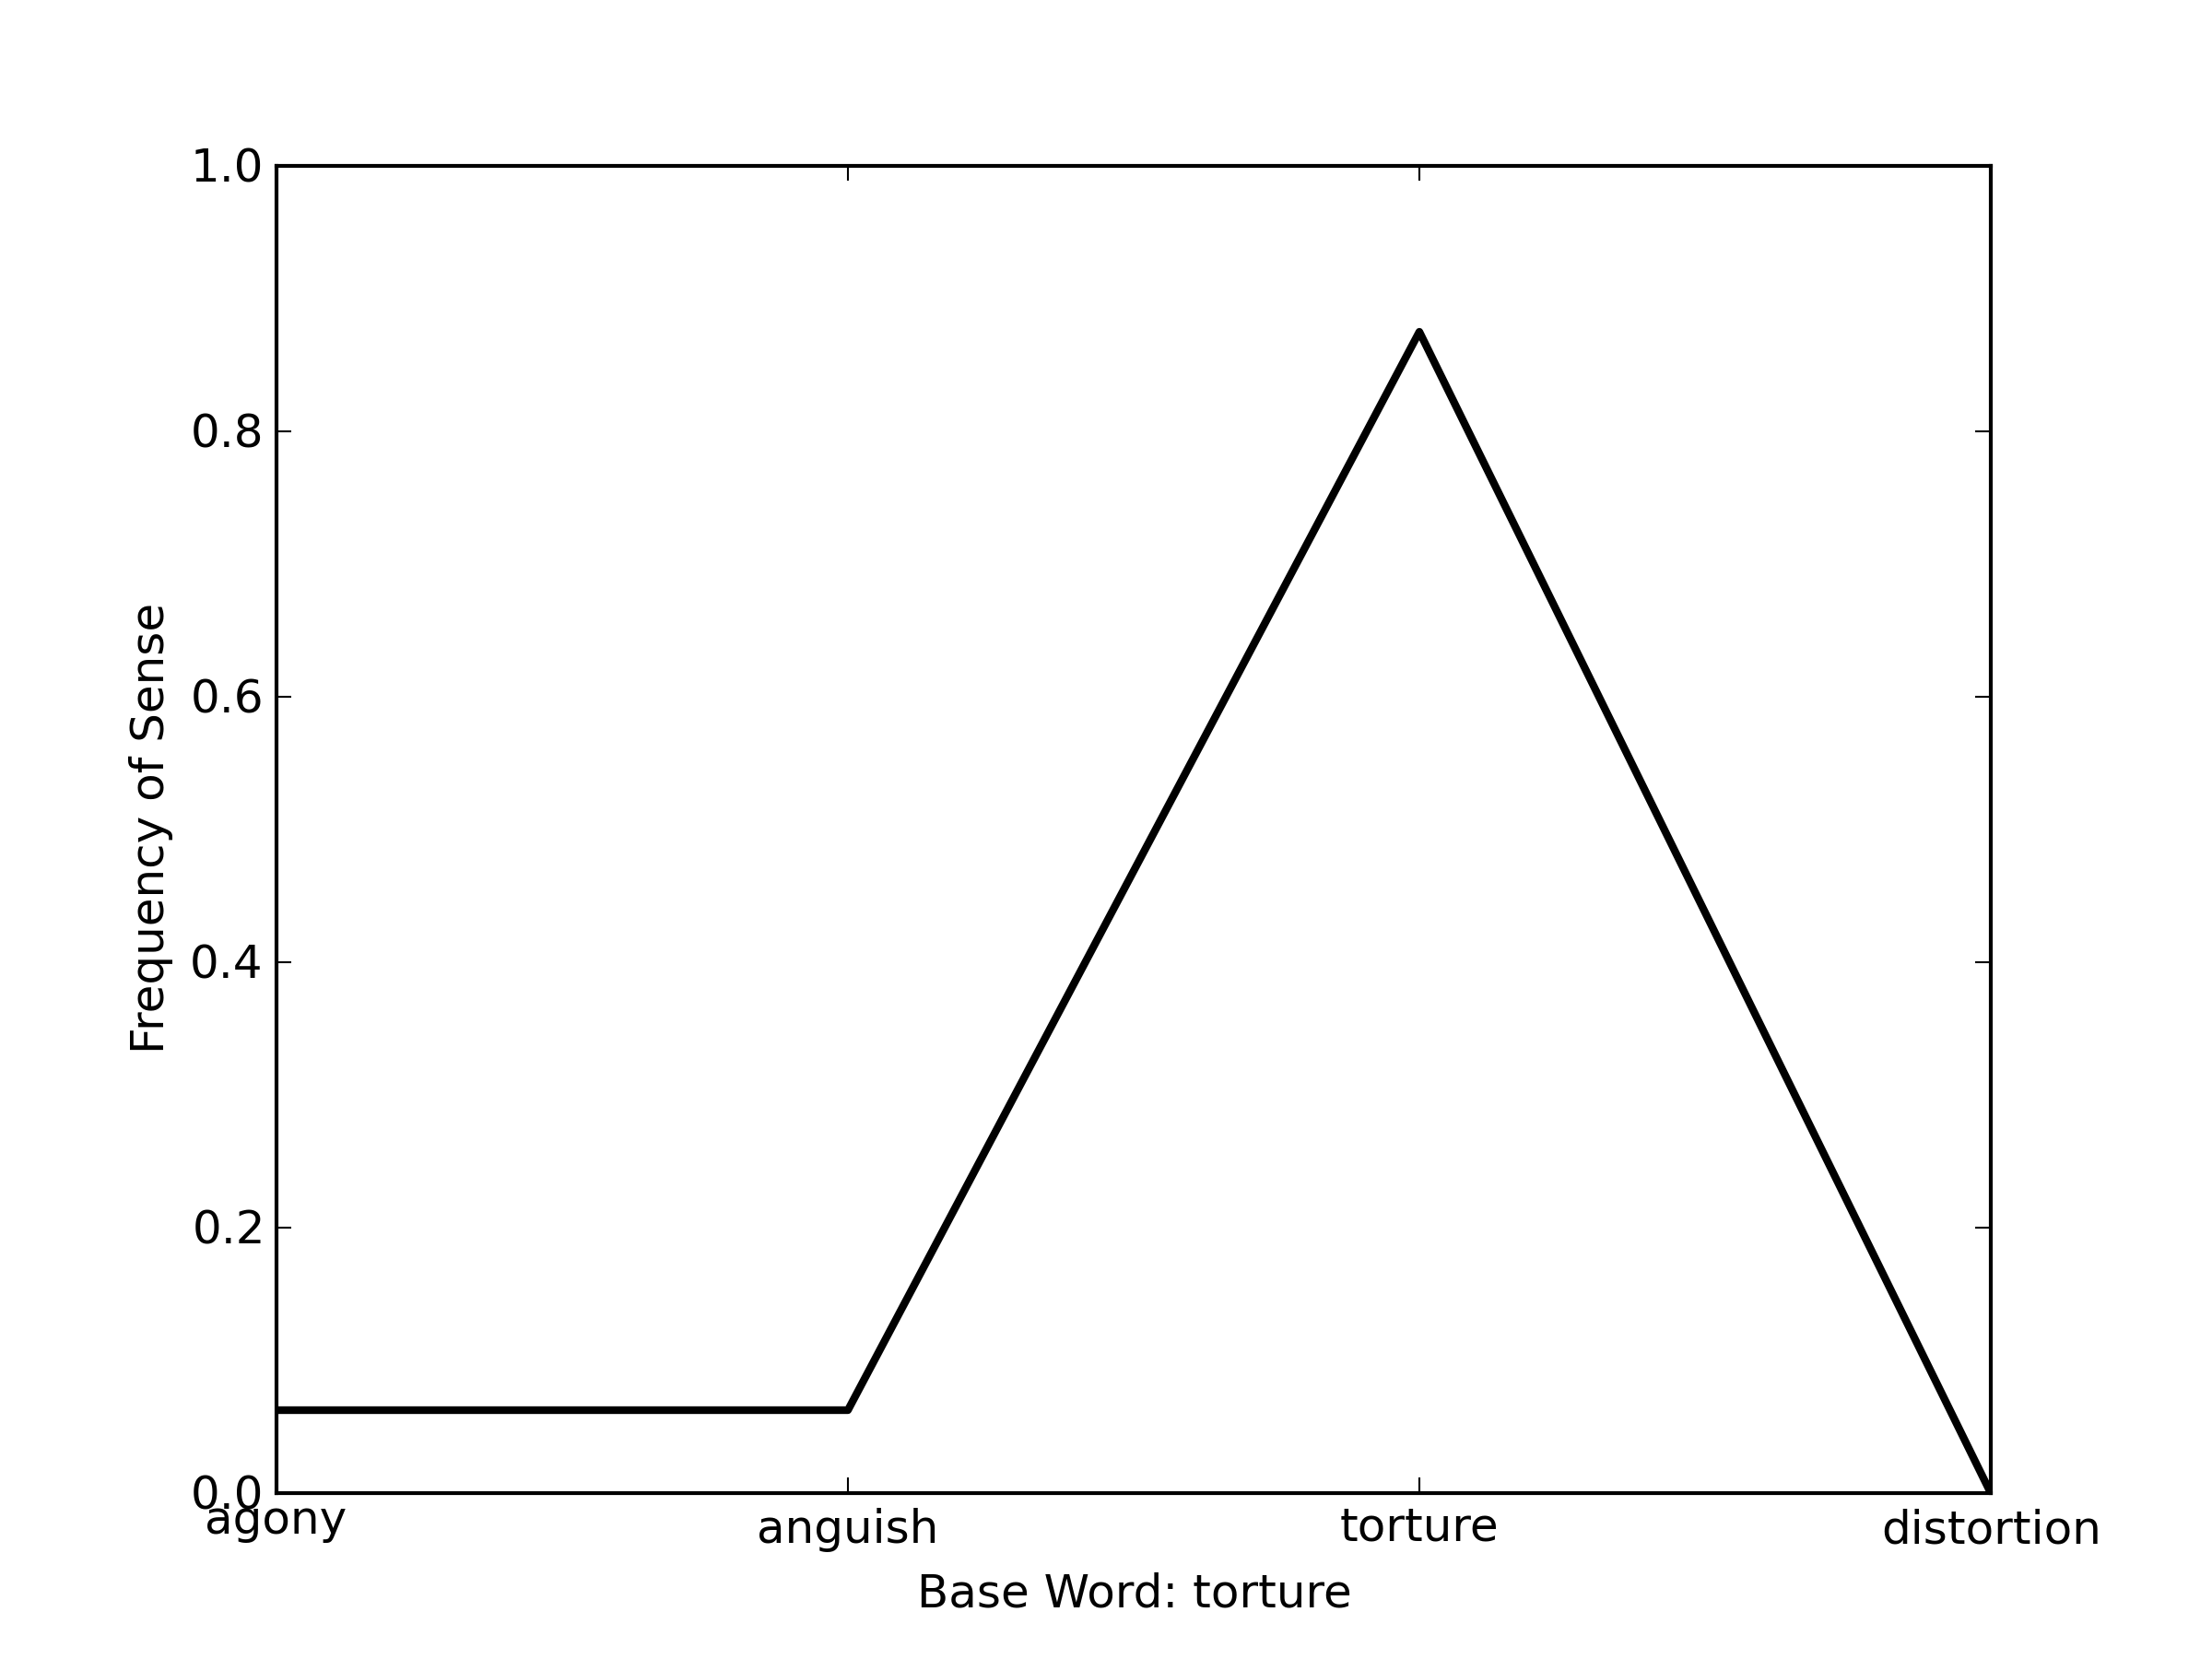 1.0
0.8
0.6
0.4
0.2
0.0
Frequency of Sense
agony
anguish
torture
distortion
Base Word: torture